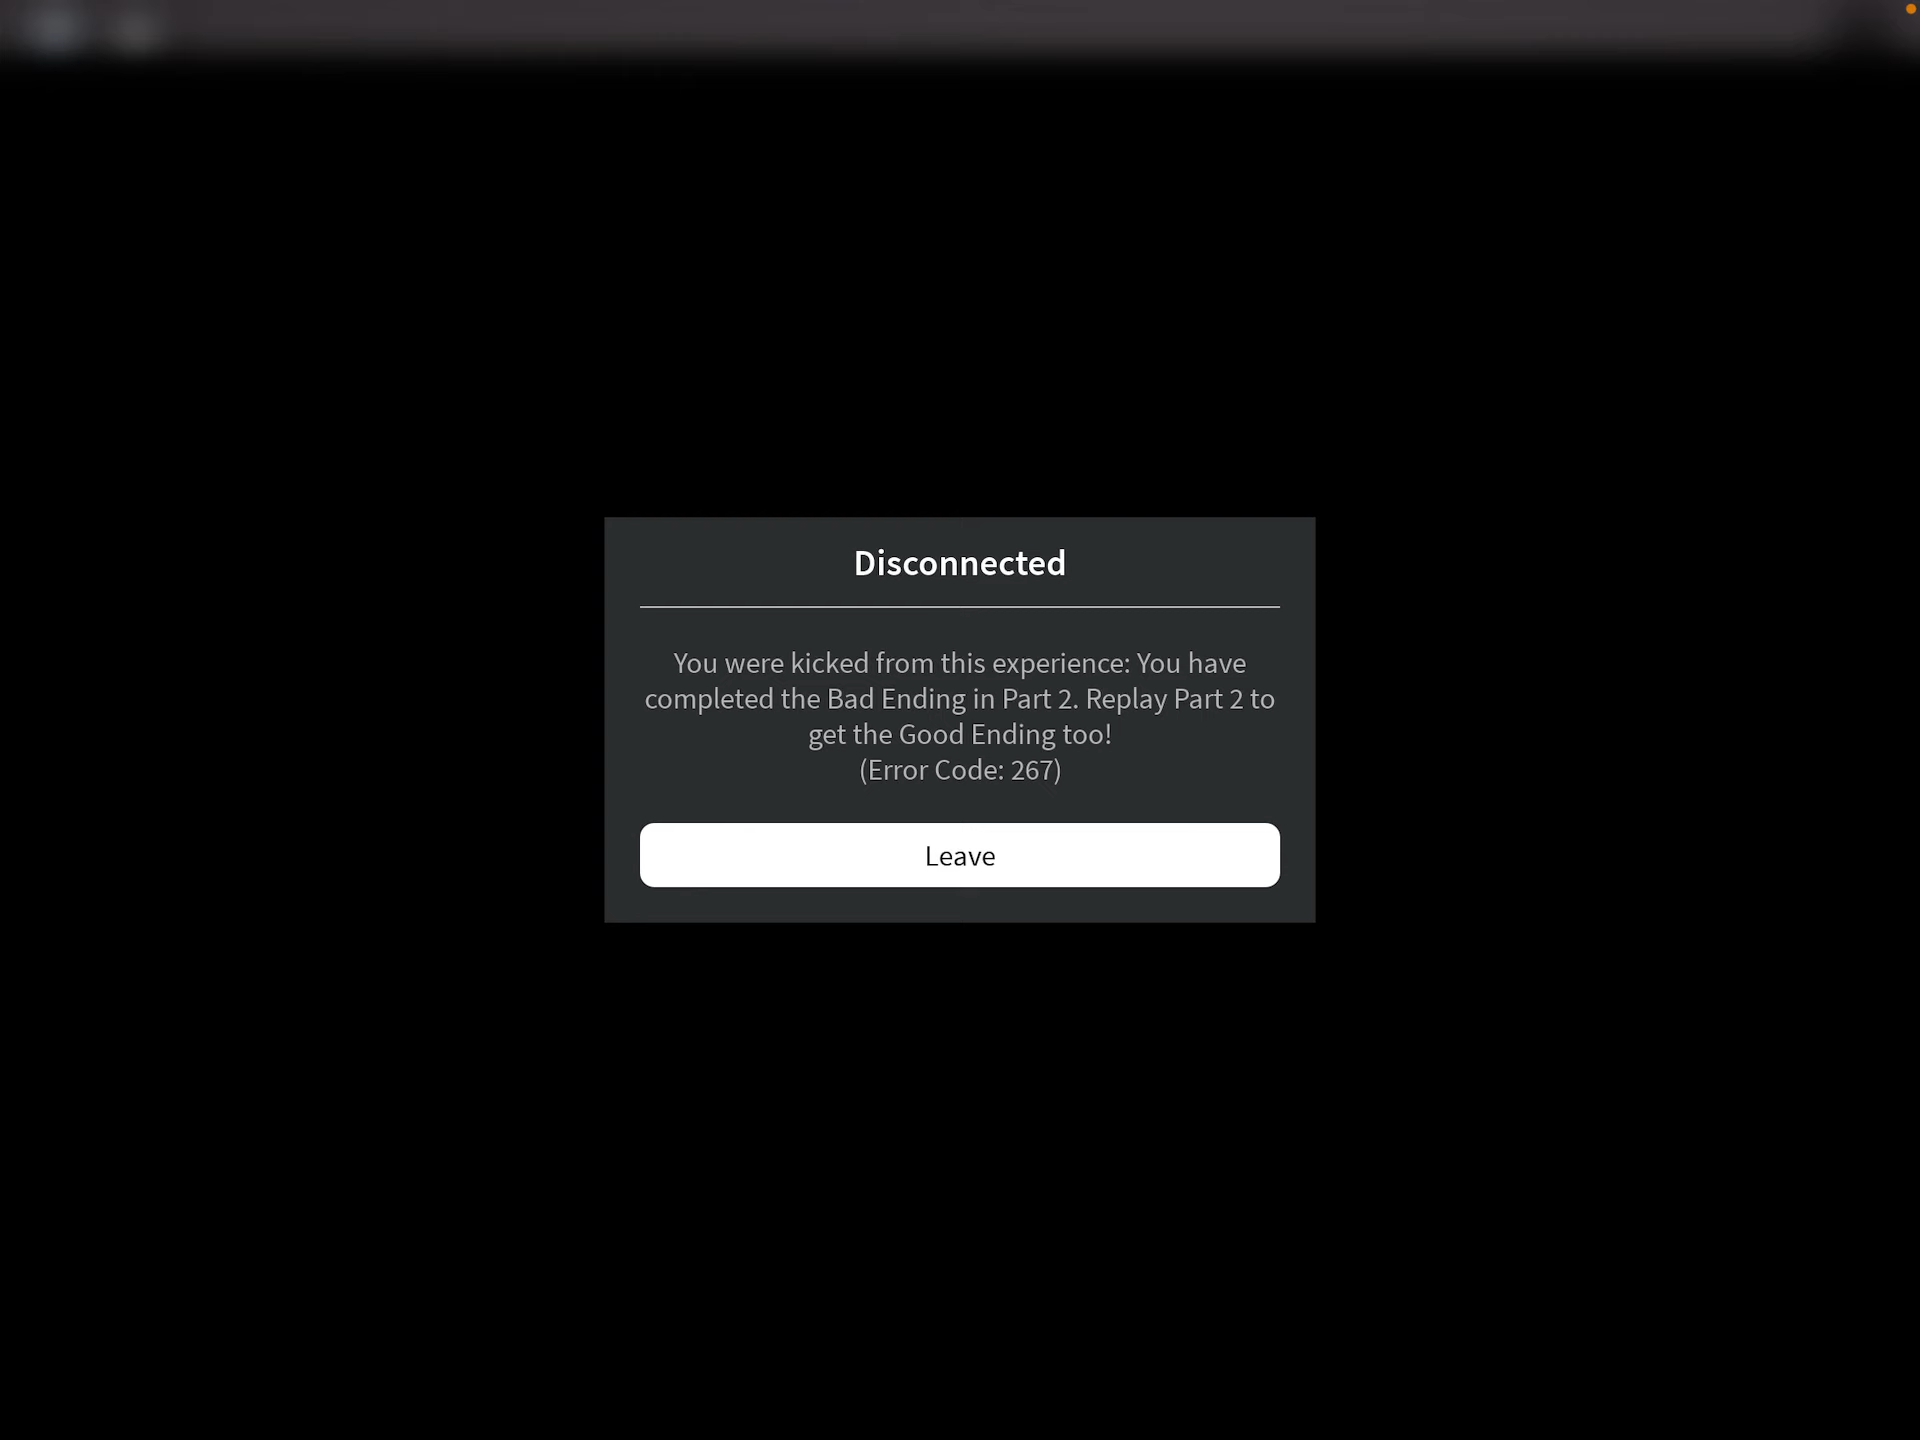 Disconnected
You were kicked from this experience: You have
completed the Bad Ending in Part 2. Replay Part 2 to
get the Good Ending too!
(Error Code: 267)
Leave